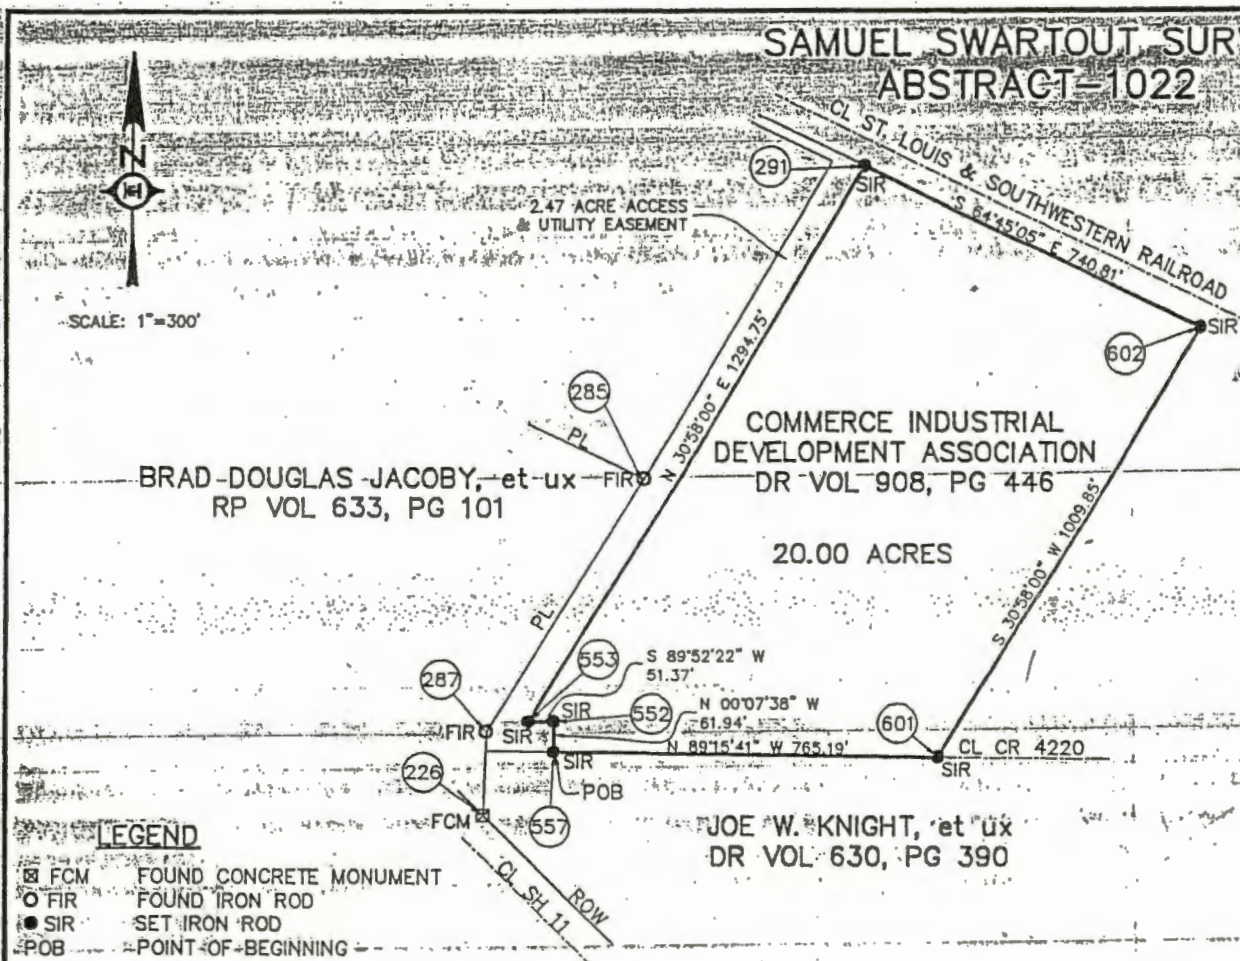 SAMUEL SWARTOUT SUR
ABSTRACT-1022
N
SCALE: 1"=300'
CL ST. LOUIS & SOUTHWESTERN RAILROAD
291
SIR
S 64°45'05" E 740.81'
2.47 ACRE ACCESS
& UTILITY EASEMENT
SIR
602
N 30°58'00" E 1294.75'
285
PL
FIR
COMMERCE INDUSTRIAL
DEVELOPMENT ASSOCIATION
DR VOL 908, PG 446
20.00 ACRES
BRAD DOUGLAS JACOBY, et ux
RP VOL 633, PG 101
S 30°58'00" W 1009.85'
PL
553
S 89°52'22" W
51.37'
287
FIR
SIR
SIR
552
N 00°07'38" W
61.94'
601
N 89°15'41" W 765.19'
CL CR 4220
SIR
SIR
POB
226
FCM
557
JOE W. KNIGHT, et ux
DR VOL 630, PG 390
CL SH 11
ROW
LEGEND
FCM FOUND CONCRETE MONUMENT
FIR FOUND IRON ROD
SIR SET IRON ROD
POB POINT OF BEGINNING